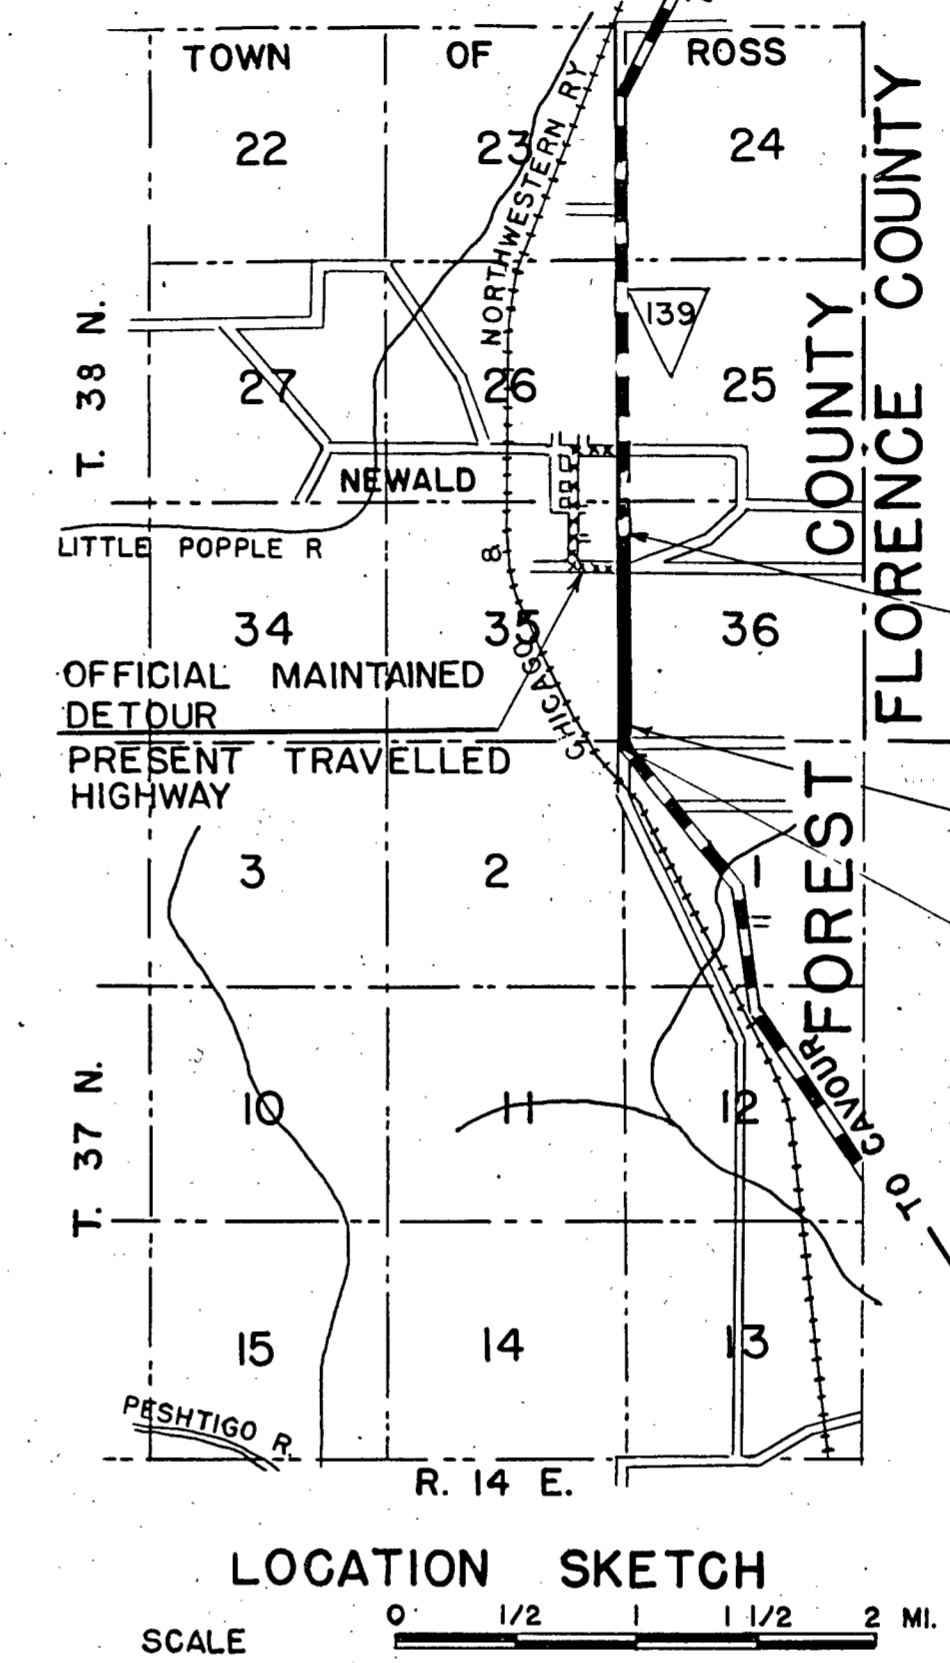 TOWN OF ROSS
22 23 24
NORTHWESTERN RY
FLORENCE COUNTY
FOREST COUNTY
T. 38 N.
139
27 26 25
NEWALD
LITTLE POPPLE R
&
34 35 36
CHICAGO
OFFICIAL MAINTAINED
DETOUR
PRESENT TRAVELLED
HIGHWAY
3 2 1
T. 37 N.
10 11 12
TO CAVOUR
15 14 13
PESHTIGO R.
R. 14 E.
LOCATION SKETCH
0 1/2 1 1 1/2 2 MI.
SCALE